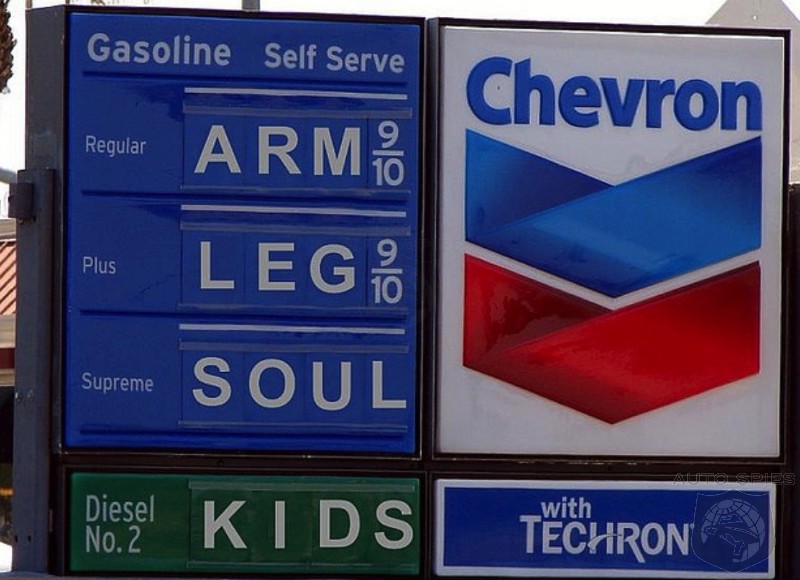 Gasoline Self Serve
Regular ARM 9/10
Plus LEG 9/10
Supreme SOUL
Diesel No. 2 KIDS
Chevron
with
TECHRON
AUTO SPIES